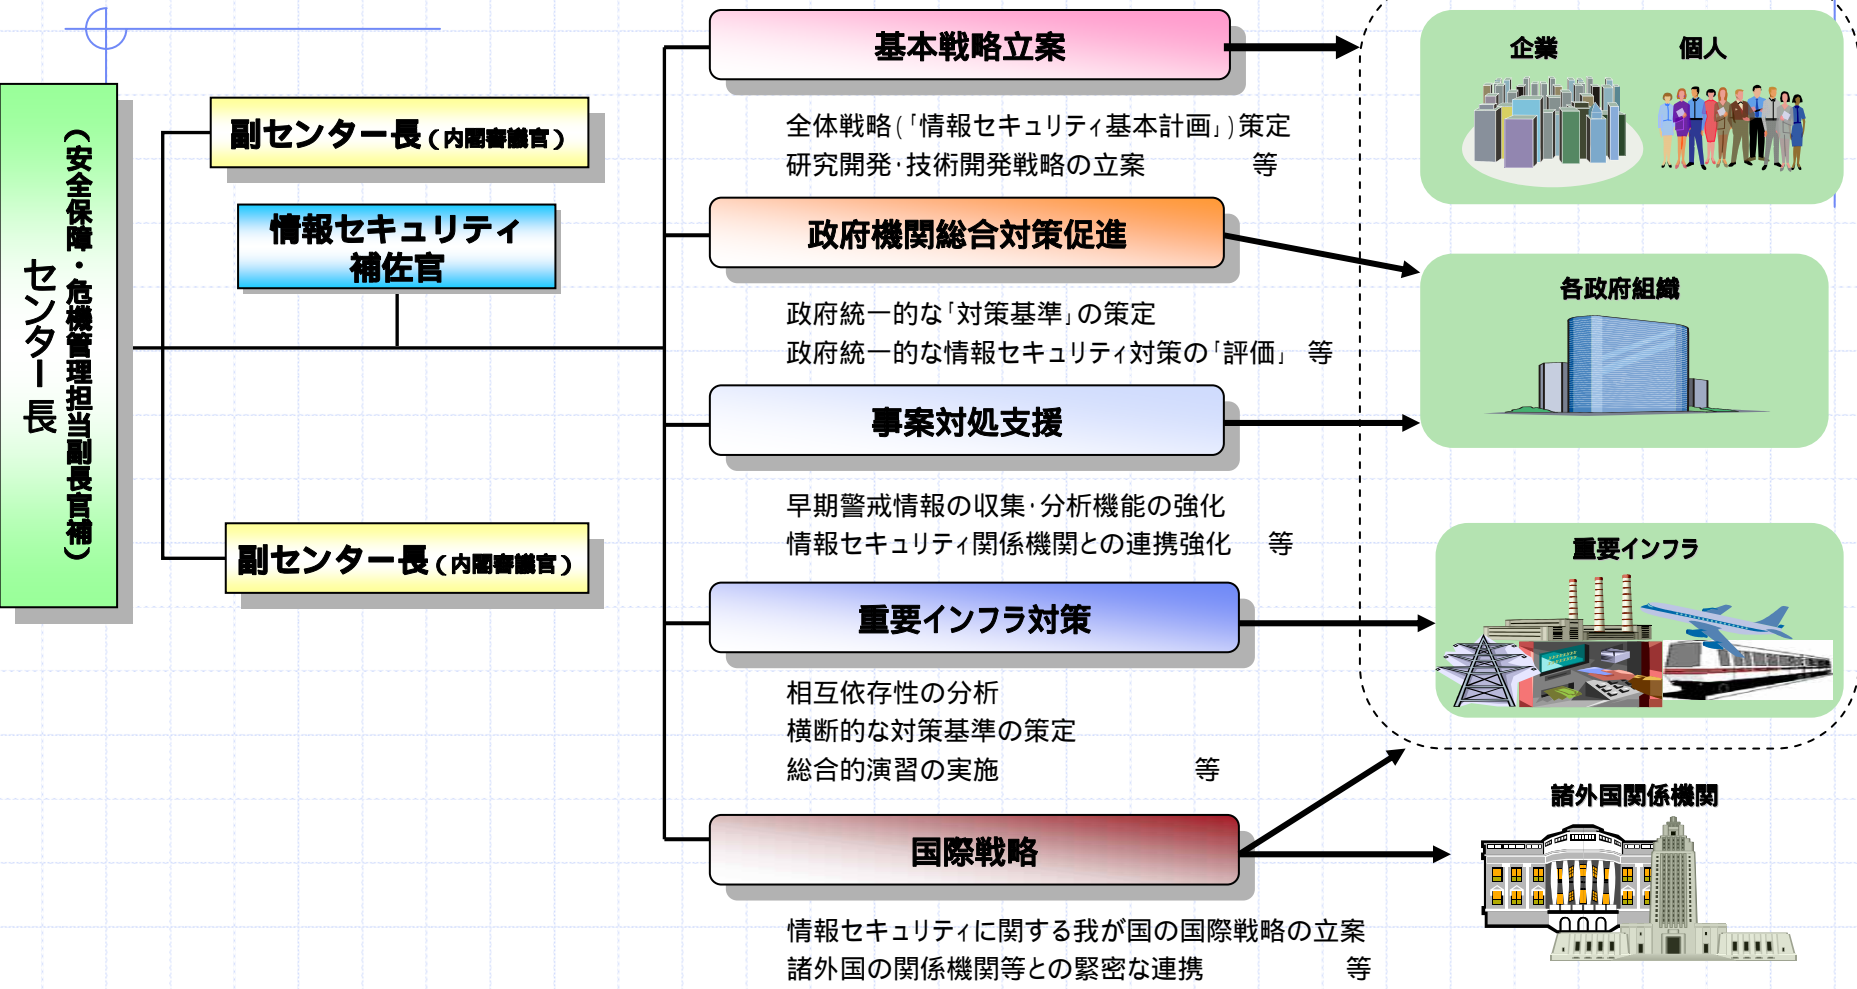 センター長
（安全保障・危機管理担当副長官補）
副センター長（内閣審議官）
情報セキュリティ
補佐官
副センター長（内閣審議官）
基本戦略立案
全体戦略(「情報セキュリティ基本計画」)策定
研究開発・技術開発戦略の立案 等
政府機関総合対策促進
政府統一的な「対策基準」の策定
政府統一的な情報セキュリティ対策の「評価」 等
事案対処支援
早期警戒情報の収集・分析機能の強化
情報セキュリティ関係機関との連携強化 等
重要インフラ対策
相互依存性の分析
横断的な対策基準の策定
総合的演習の実施 等
国際戦略
情報セキュリティに関する我が国の国際戦略の立案
諸外国の関係機関等との緊密な連携 等
企業 個人
各政府組織
重要インフラ
諸外国関係機関